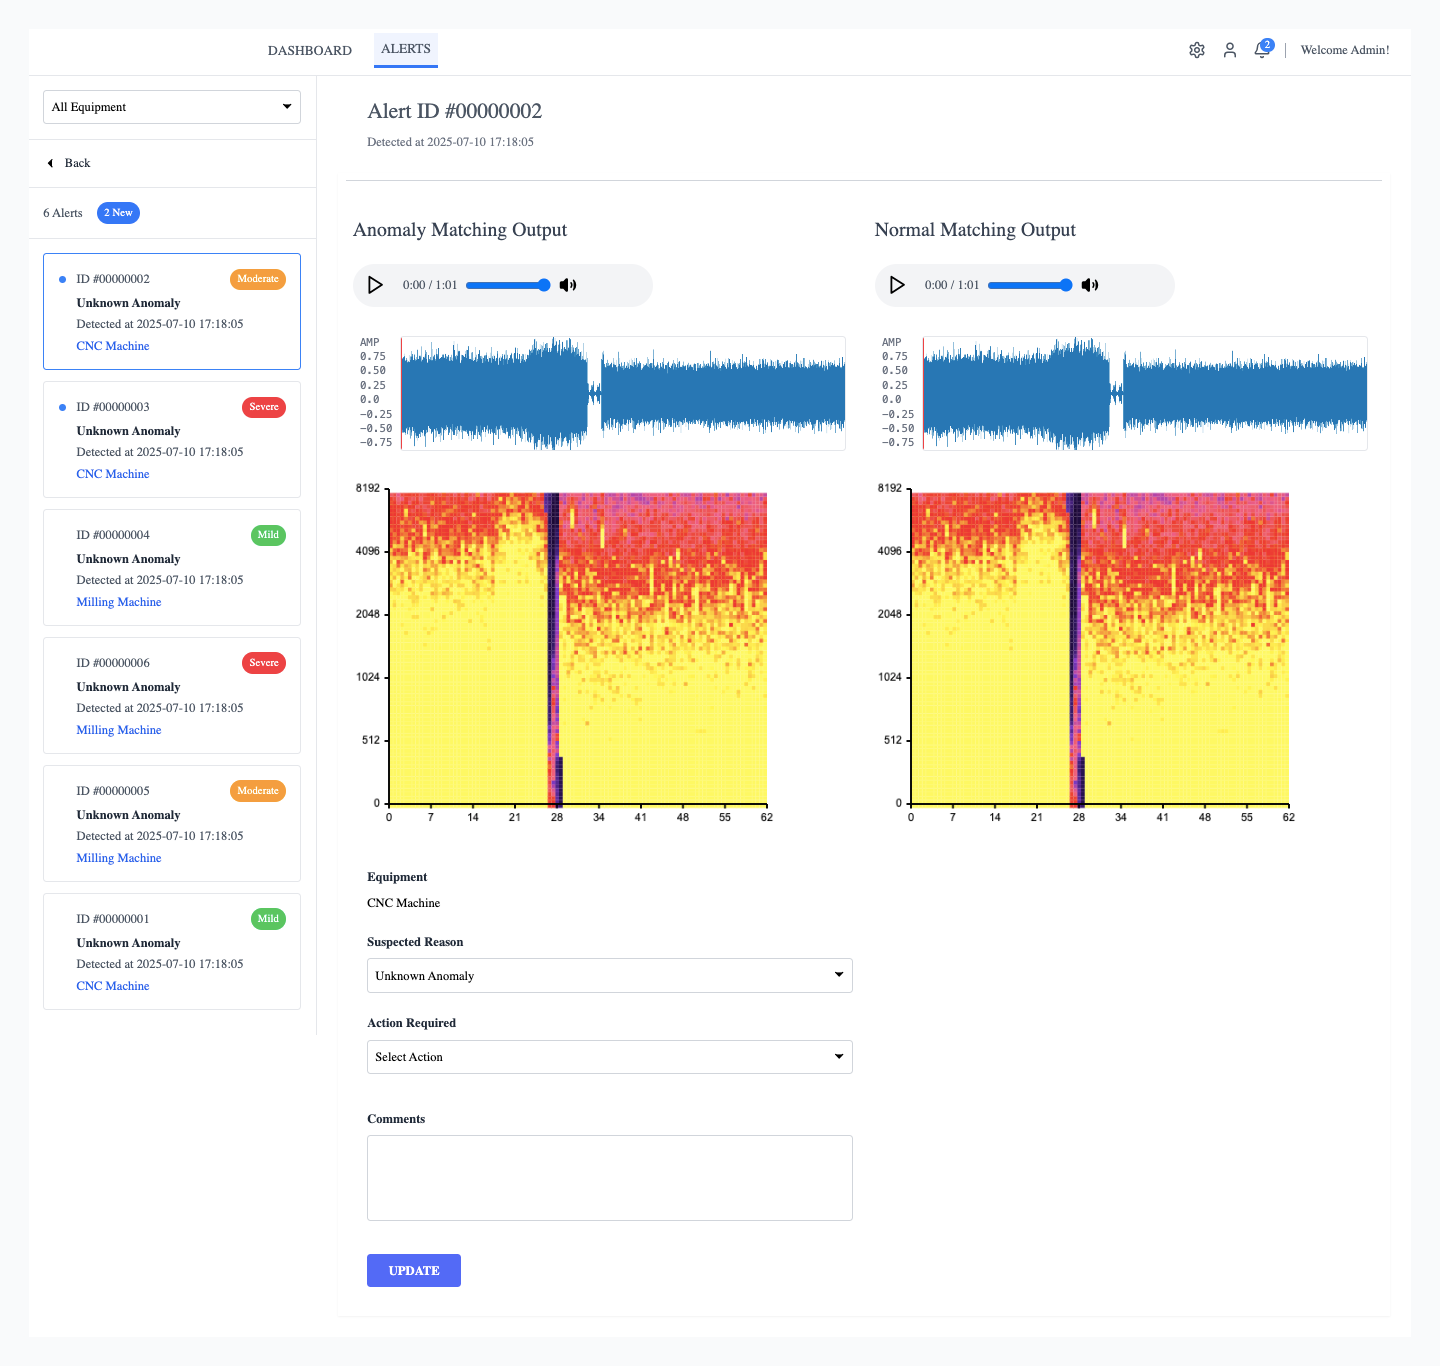 DASHBOARD
ALERTS
2
Welcome Admin!
All Equipment
Back
6 Alerts
2 New
ID #00000002
Moderate
Unknown Anomaly
Detected at 2025-07-10 17:18:05
CNC Machine
ID #00000003
Severe
Unknown Anomaly
Detected at 2025-07-10 17:18:05
CNC Machine
ID #00000004
Mild
Unknown Anomaly
Detected at 2025-07-10 17:18:05
Milling Machine
ID #00000006
Severe
Unknown Anomaly
Detected at 2025-07-10 17:18:05
Milling Machine
ID #00000005
Moderate
Unknown Anomaly
Detected at 2025-07-10 17:18:05
Milling Machine
ID #00000001
Mild
Unknown Anomaly
Detected at 2025-07-10 17:18:05
CNC Machine
Alert ID #00000002
Detected at 2025-07-10 17:18:05
Anomaly Matching Output
0:00 / 1:01
AMP
0.75
0.50
0.25
0.0
−0.25
−0.50
−0.75
8192
4096
2048
1024
512
0
0 7 14 21 28 34 41 48 55 62
Normal Matching Output
0:00 / 1:01
AMP
0.75
0.50
0.25
0.0
−0.25
−0.50
−0.75
8192
4096
2048
1024
512
0
0 7 14 21 28 34 41 48 55 62
Equipment
CNC Machine
Suspected Reason
Unknown Anomaly
Action Required
Select Action
Comments
UPDATE